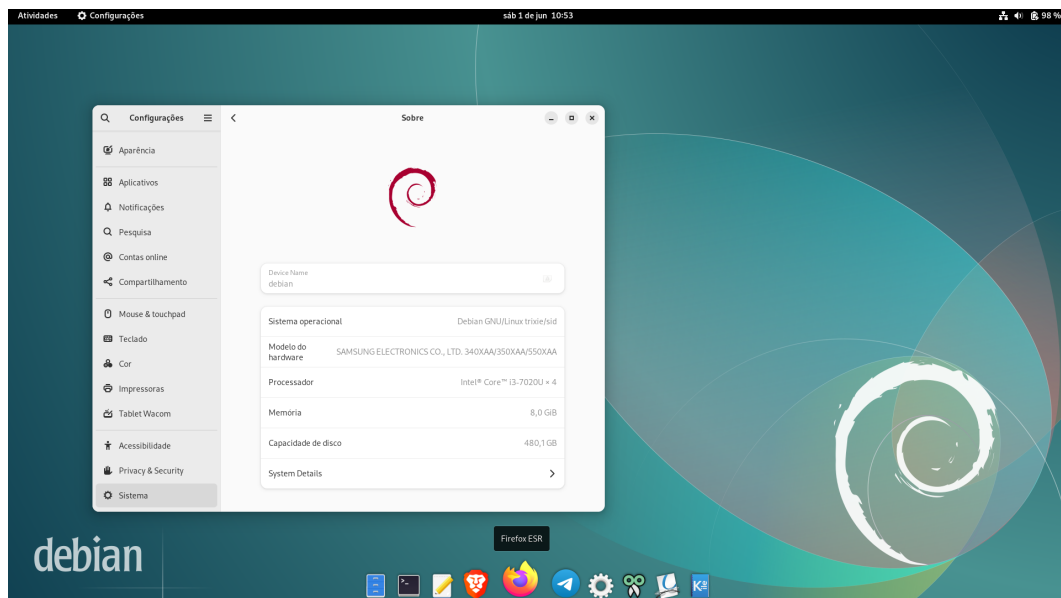 Atividades Configurações sáb 1 de jun 10:53 98 %
Configurações
Sobre
Aparência
Aplicativos
Notificações
Pesquisa
Contas online
Compartilhamento
Mouse & touchpad
Teclado
Cor
Impressoras
Tablet Wacom
Acessibilidade
Privacy & Security
Sistema
Device Name
debian
Sistema operacional Debian GNU/Linux trixie/sid
Modelo do
hardware
SAMSUNG ELECTRONICS CO., LTD. 340XAA/350XAA/550XAA
Processador Intel® Core™ i3-7020U × 4
Memória 8,0 GiB
Capacidade de disco 480,1 GB
System Details
debian
Firefox ESR